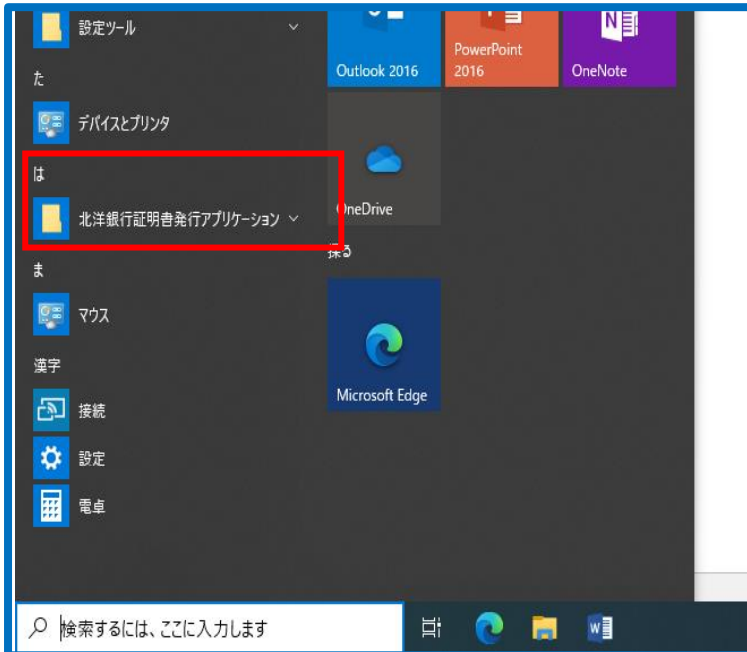 設定ツール
た
デバイスとプリンタ
は
北洋銀行証明書発行アプリケーション
ま
マウス
漢字
接続
設定
電卓
Outlook 2016
PowerPoint
2016
OneNote
OneDrive
探る
Microsoft Edge
検索するには、ここに入力します